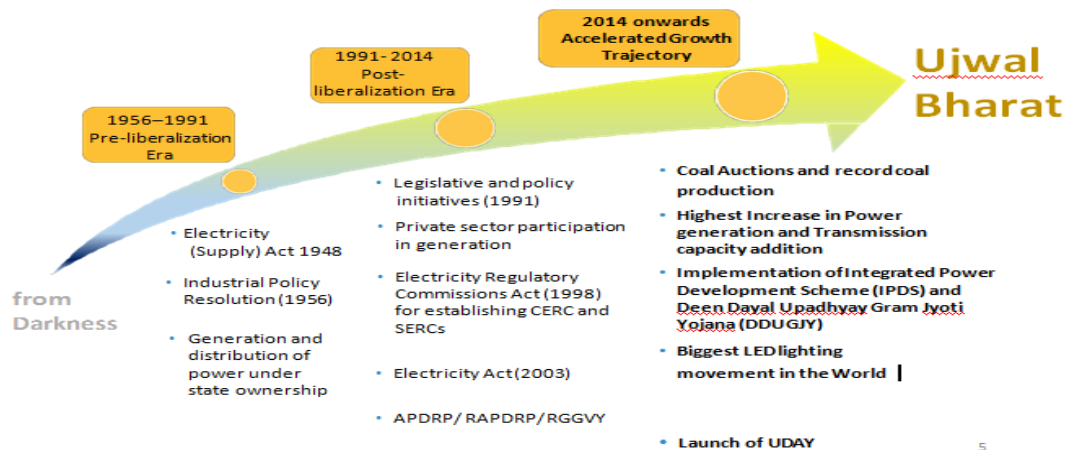 2014 onwards
Accelerated Growth
Trajectory
1991- 2014
Post-
liberalization Era
1956–1991
Pre-liberalization
Era
Ujwal
Bharat
from
Darkness
• Electricity
(Supply) Act 1948
• Industrial Policy
Resolution (1956)
• Generation and
distribution of
power under
state ownership
• Legislative and policy
initiatives (1991)
• Private sector participation
in generation
• Electricity Regulatory
Commissions Act (1998)
for establishing CERC and
SERCs
• Electricity Act (2003)
• APDRP/ RAPDRP/ RGGVY
• Coal Auctions and record coal
production
• Highest Increase in Power
generation and Transmission
capacity addition
• Implementation of Integrated Power
Development Scheme (IPDS) and
Deen Dayal Upadhyay Gram Jyoti
Yojana (DDUGJY)
• Biggest LED lighting
movement in the World
• Launch of UDAY
5